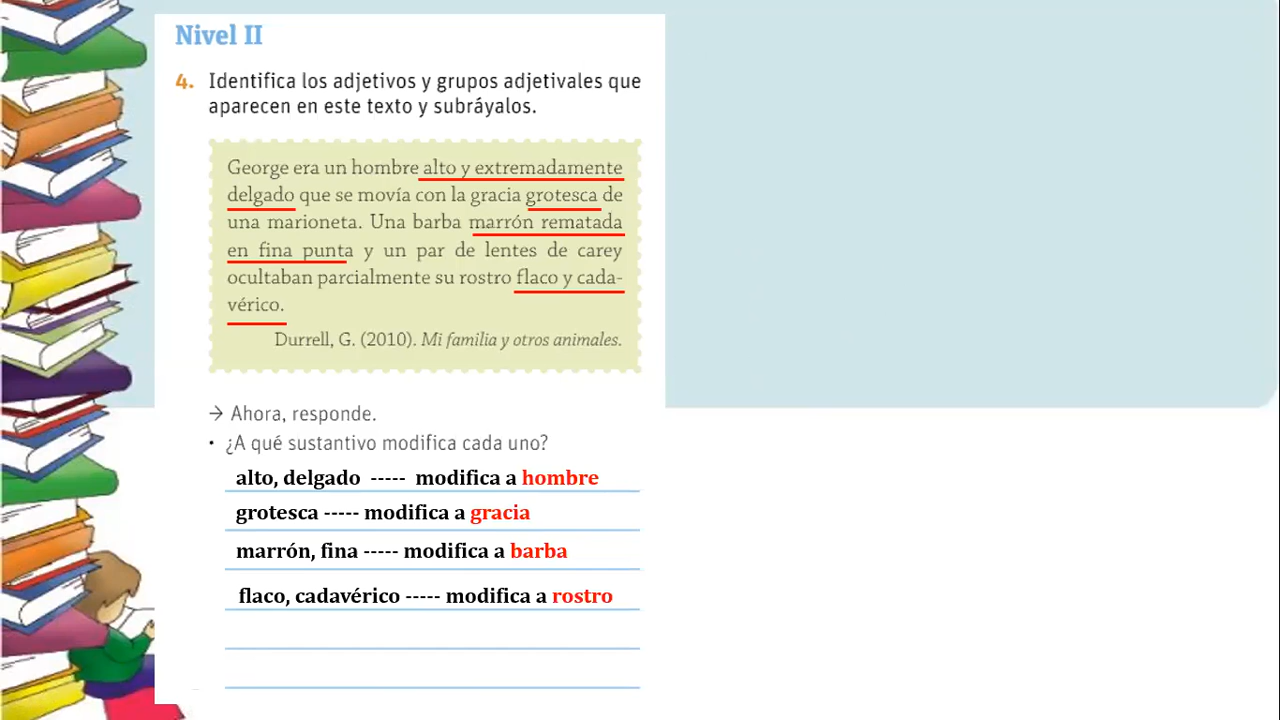 Nivel II
4. Identifica los adjetivos y grupos adjetivales que
aparecen en este texto y subráyalos.
George era un hombre alto y extremadamente
delgado que se movía con la gracia grotesca de
una marioneta. Una barba marrón rematada
en fina punta y un par de lentes de carey
ocultaban parcialmente su rostro flaco y cada-
vérico.
Durrell, G. (2010). Mi familia y otros animales.
→ Ahora, responde.
• ¿A qué sustantivo modifica cada uno?
alto, delgado ----- modifica a hombre
grotesca ----- modifica a gracia
marrón, fina ----- modifica a barba
flaco, cadavérico ----- modifica a rostro